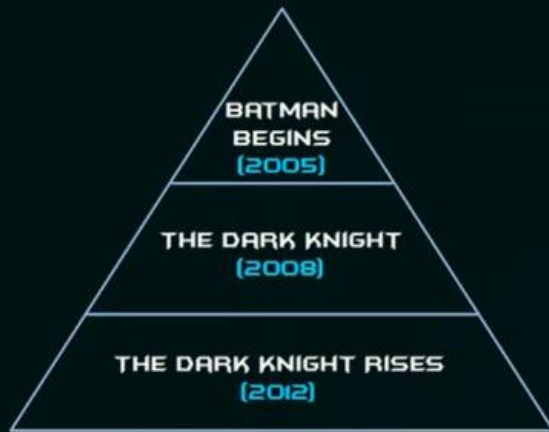 BATMAN
BEGINS
(2005)
THE DARK KNIGHT
(2008)
THE DARK KNIGHT RISES
(2012)